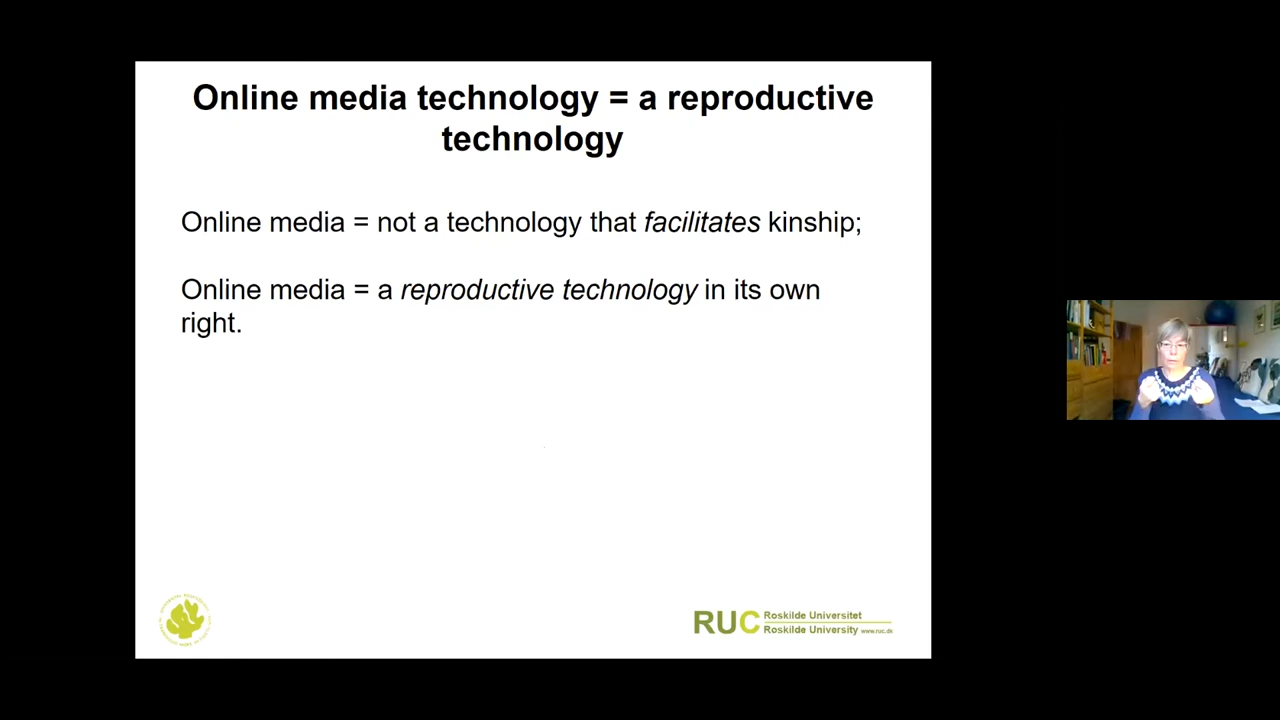 Online media technology = a reproductive
technology
Online media = not a technology that facilitates kinship;
Online media = a reproductive technology in its own
right.
RUC
Roskilde Universitet
Roskilde University www.ruc.dk